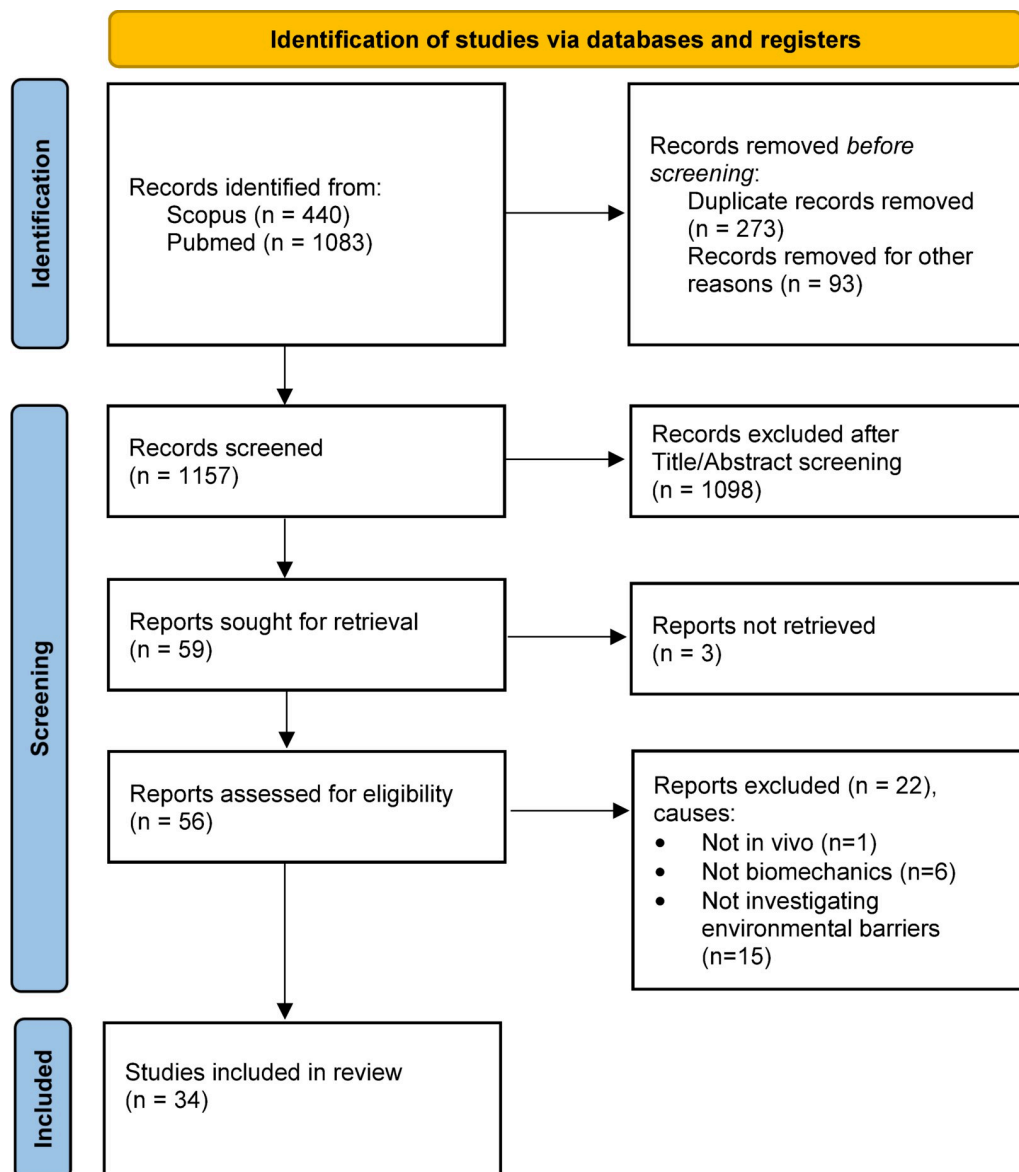 Identification of studies via databases and registers
Identification
Records identified from:
Scopus (n = 440)
Pubmed (n = 1083)
Records removed before
screening:
Duplicate records removed
(n = 273)
Records removed for other
reasons (n = 93)
Screening
Records screened
(n = 1157)
Records excluded after
Title/Abstract screening
(n = 1098)
Reports sought for retrieval
(n = 59)
Reports not retrieved
(n = 3)
Reports assessed for eligibility
(n = 56)
Reports excluded (n = 22),
causes:
• Not in vivo (n=1)
• Not biomechanics (n=6)
• Not investigating
environmental barriers
(n=15)
Included
Studies included in review
(n = 34)